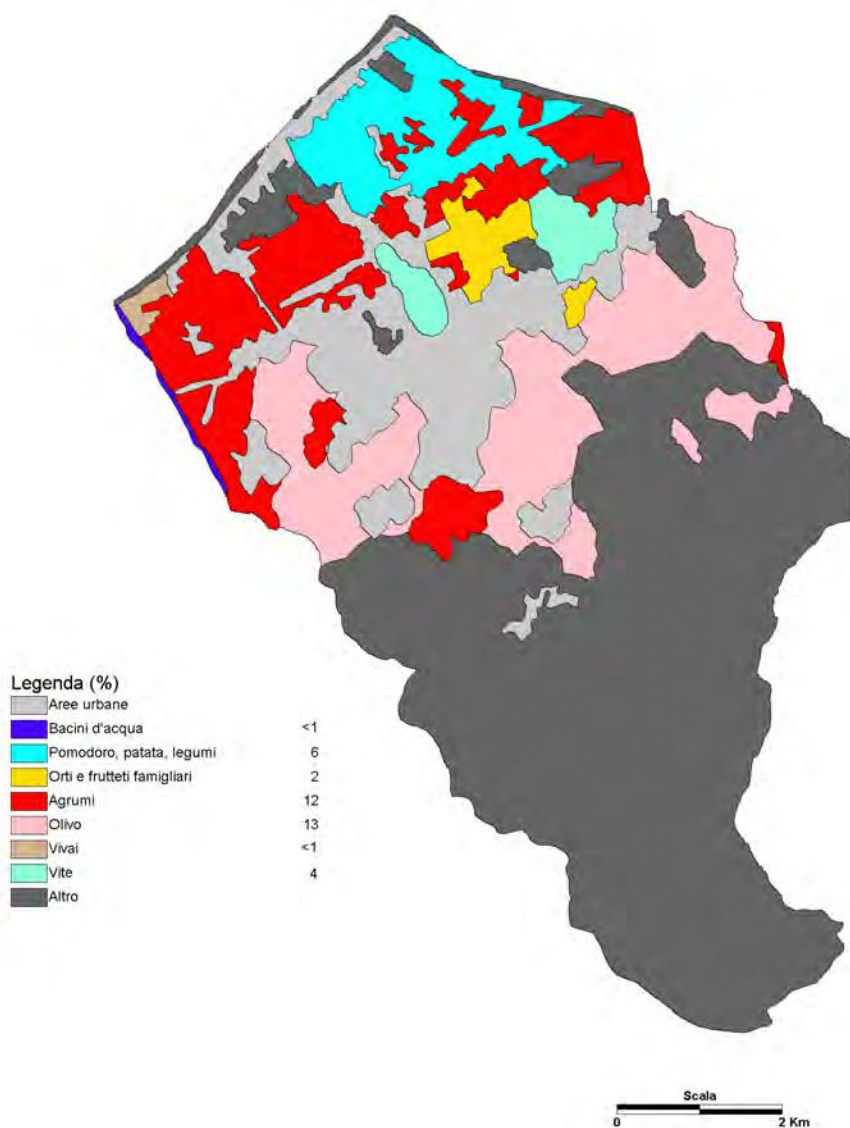 Legenda (%)
Aree urbane
Bacini d'acqua <1
Pomodoro, patata, legumi 6
Orti e frutteti famigliari 2
Agrumi 12
Olivo 13
Vivai <1
Vite 4
Altro
Scala
0 2 Km